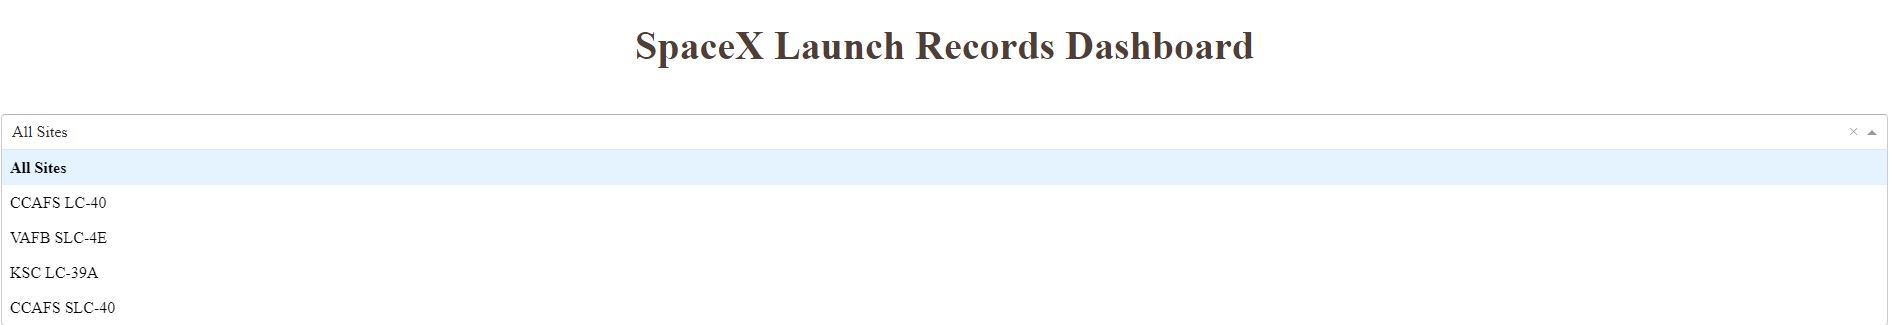 SpaceX Launch Records Dashboard
All Sites
All Sites
CCAFS LC-40
VAFB SLC-4E
KSC LC-39A
CCAFS SLC-40